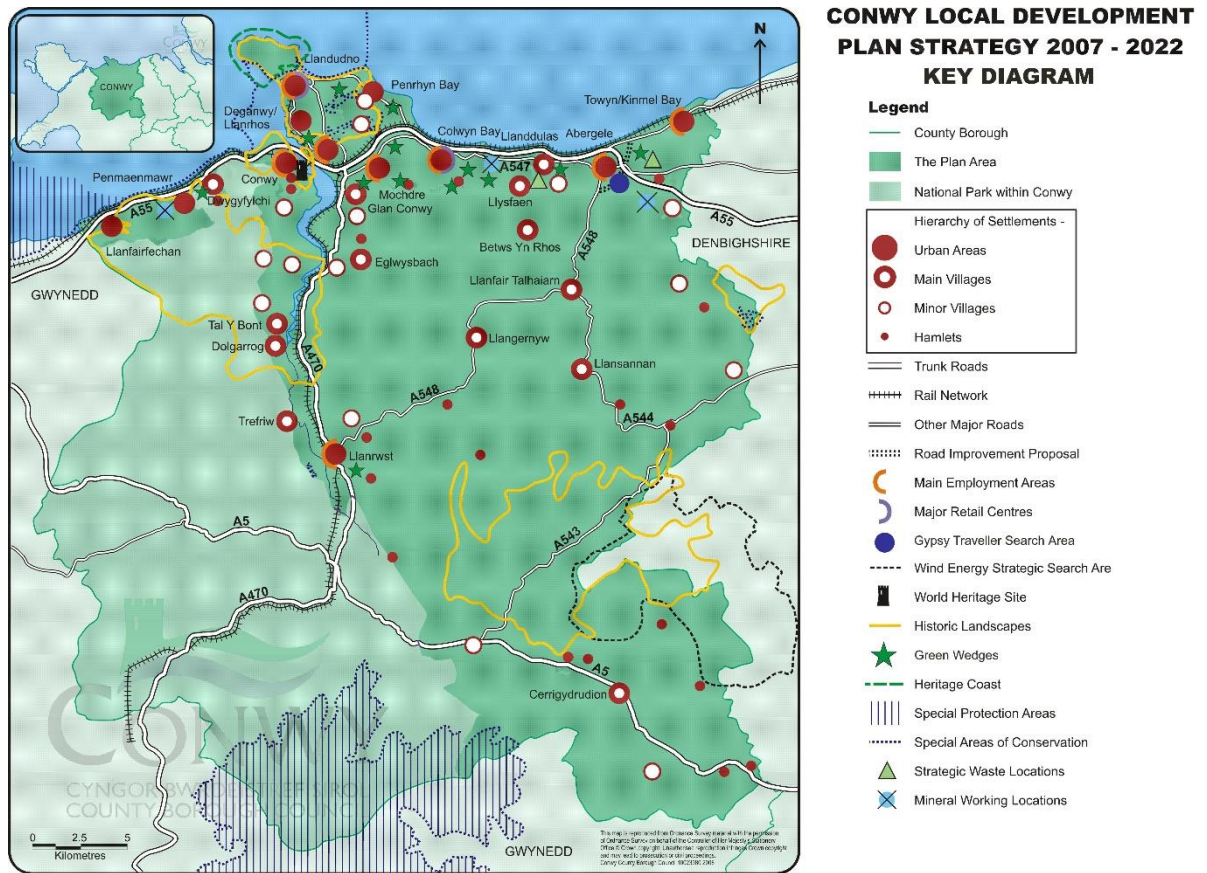 CONWY LOCAL DEVELOPMENT
PLAN STRATEGY 2007 - 2022
KEY DIAGRAM
Legend
County Borough
The Plan Area
National Park within Conwy
Hierarchy of Settlements -
Urban Areas
Main Villages
Minor Villages
Hamlets
Trunk Roads
Rail Network
Other Major Roads
Road Improvement Proposal
Main Employment Areas
Major Retail Centres
Gypsy Traveller Search Area
Wind Energy Strategic Search Are
World Heritage Site
Historic Landscapes
Green Wedges
Heritage Coast
Special Protection Areas
Special Areas of Conservation
Strategic Waste Locations
Mineral Working Locations
CONWY
N
Llandudno
Penrhyn Bay
Deganwy/
Llanrhos
Towyn/Kinmel Bay
Colwyn Bay
Llanddulas
Abergele
A547
Penmaenmawr
Conwy
Dwygyfylchi
Mochdre
Glan Conwy
Llysfaen
A55
A55
Llanfairfechan
Betws Yn Rhos
A548
DENBIGHSHIRE
Eglwysbach
Llanfair Talhaiarn
GWYNEDD
Tal Y Bont
Dolgarrog
Llangernyw
A470
Llansannan
A548
Trefriw
A544
Llanrwst
A5
A543
A470
A5
Cerrigydrudion
CONWY
CYNGOR BWRDEISTREF SIROL
COUNTY BOROUGH COUNCIL
0 2.5 5
Kilometres
GWYNEDD